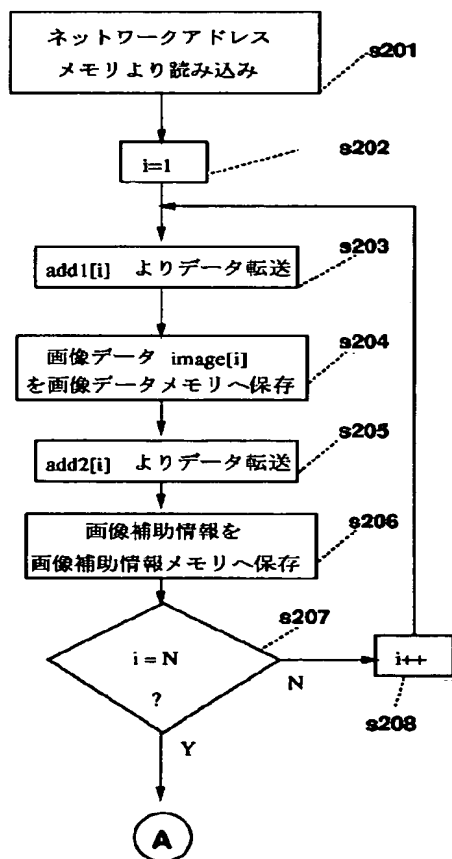 ネットワークアドレス
メモリより読み込み
s201
i=1
s202
add1[i] よりデータ転送
s203
画像データ image[i]
を画像データメモリへ保存
s204
add2[i] よりデータ転送
s205
画像補助情報を
画像補助情報メモリへ保存
s206
i = N
?
s207
N
i++
s208
Y
A